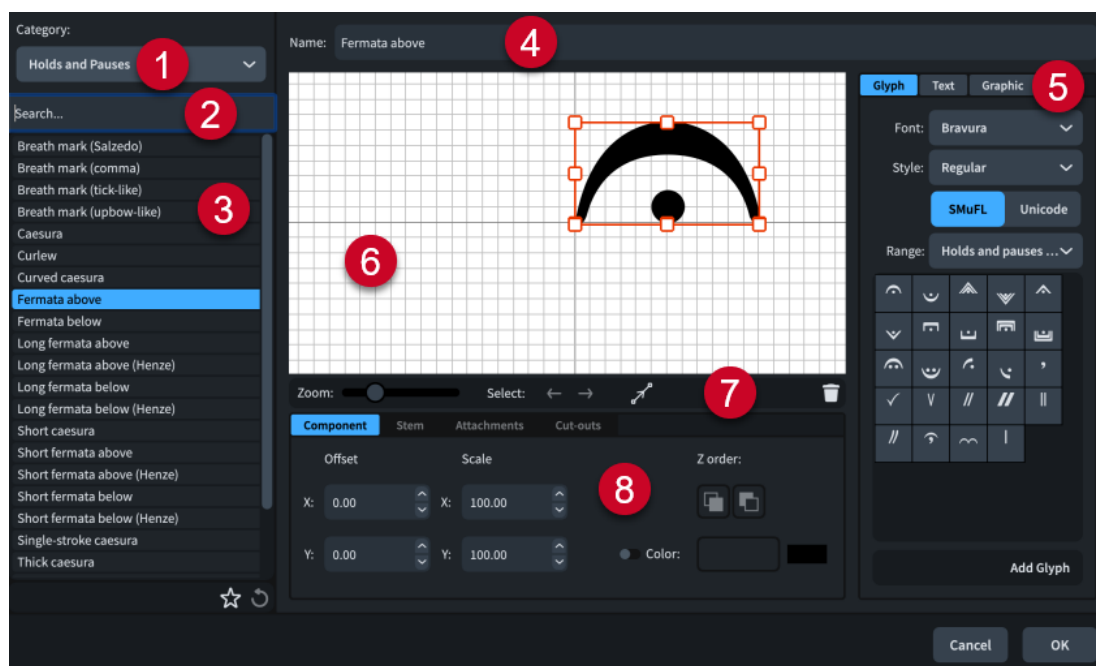 Category:
Holds and Pauses
1
Search...
2
Breath mark (Salzedo)
Breath mark (comma)
Breath mark (tick-like)
Breath mark (upbow-like)
3
Caesura
Curlew
Curved caesura
Fermata above
Fermata below
Long fermata above
Long fermata above (Henze)
Long fermata below
Long fermata below (Henze)
Short caesura
Short fermata above
Short fermata above (Henze)
Short fermata below
Short fermata below (Henze)
Single-stroke caesura
Thick caesura
Name: Fermata above
4
6
Zoom: Select:
7
Component Stem Attachments Cut-outs
Offset Scale Z order:
X: 0.00 X: 100.00
8
Y: 0.00 Y: 100.00 Color:
Glyph Text Graphic
5
Font: Bravura
Style: Regular
SMuFL Unicode
Range: Holds and pauses ...
Add Glyph
Cancel OK